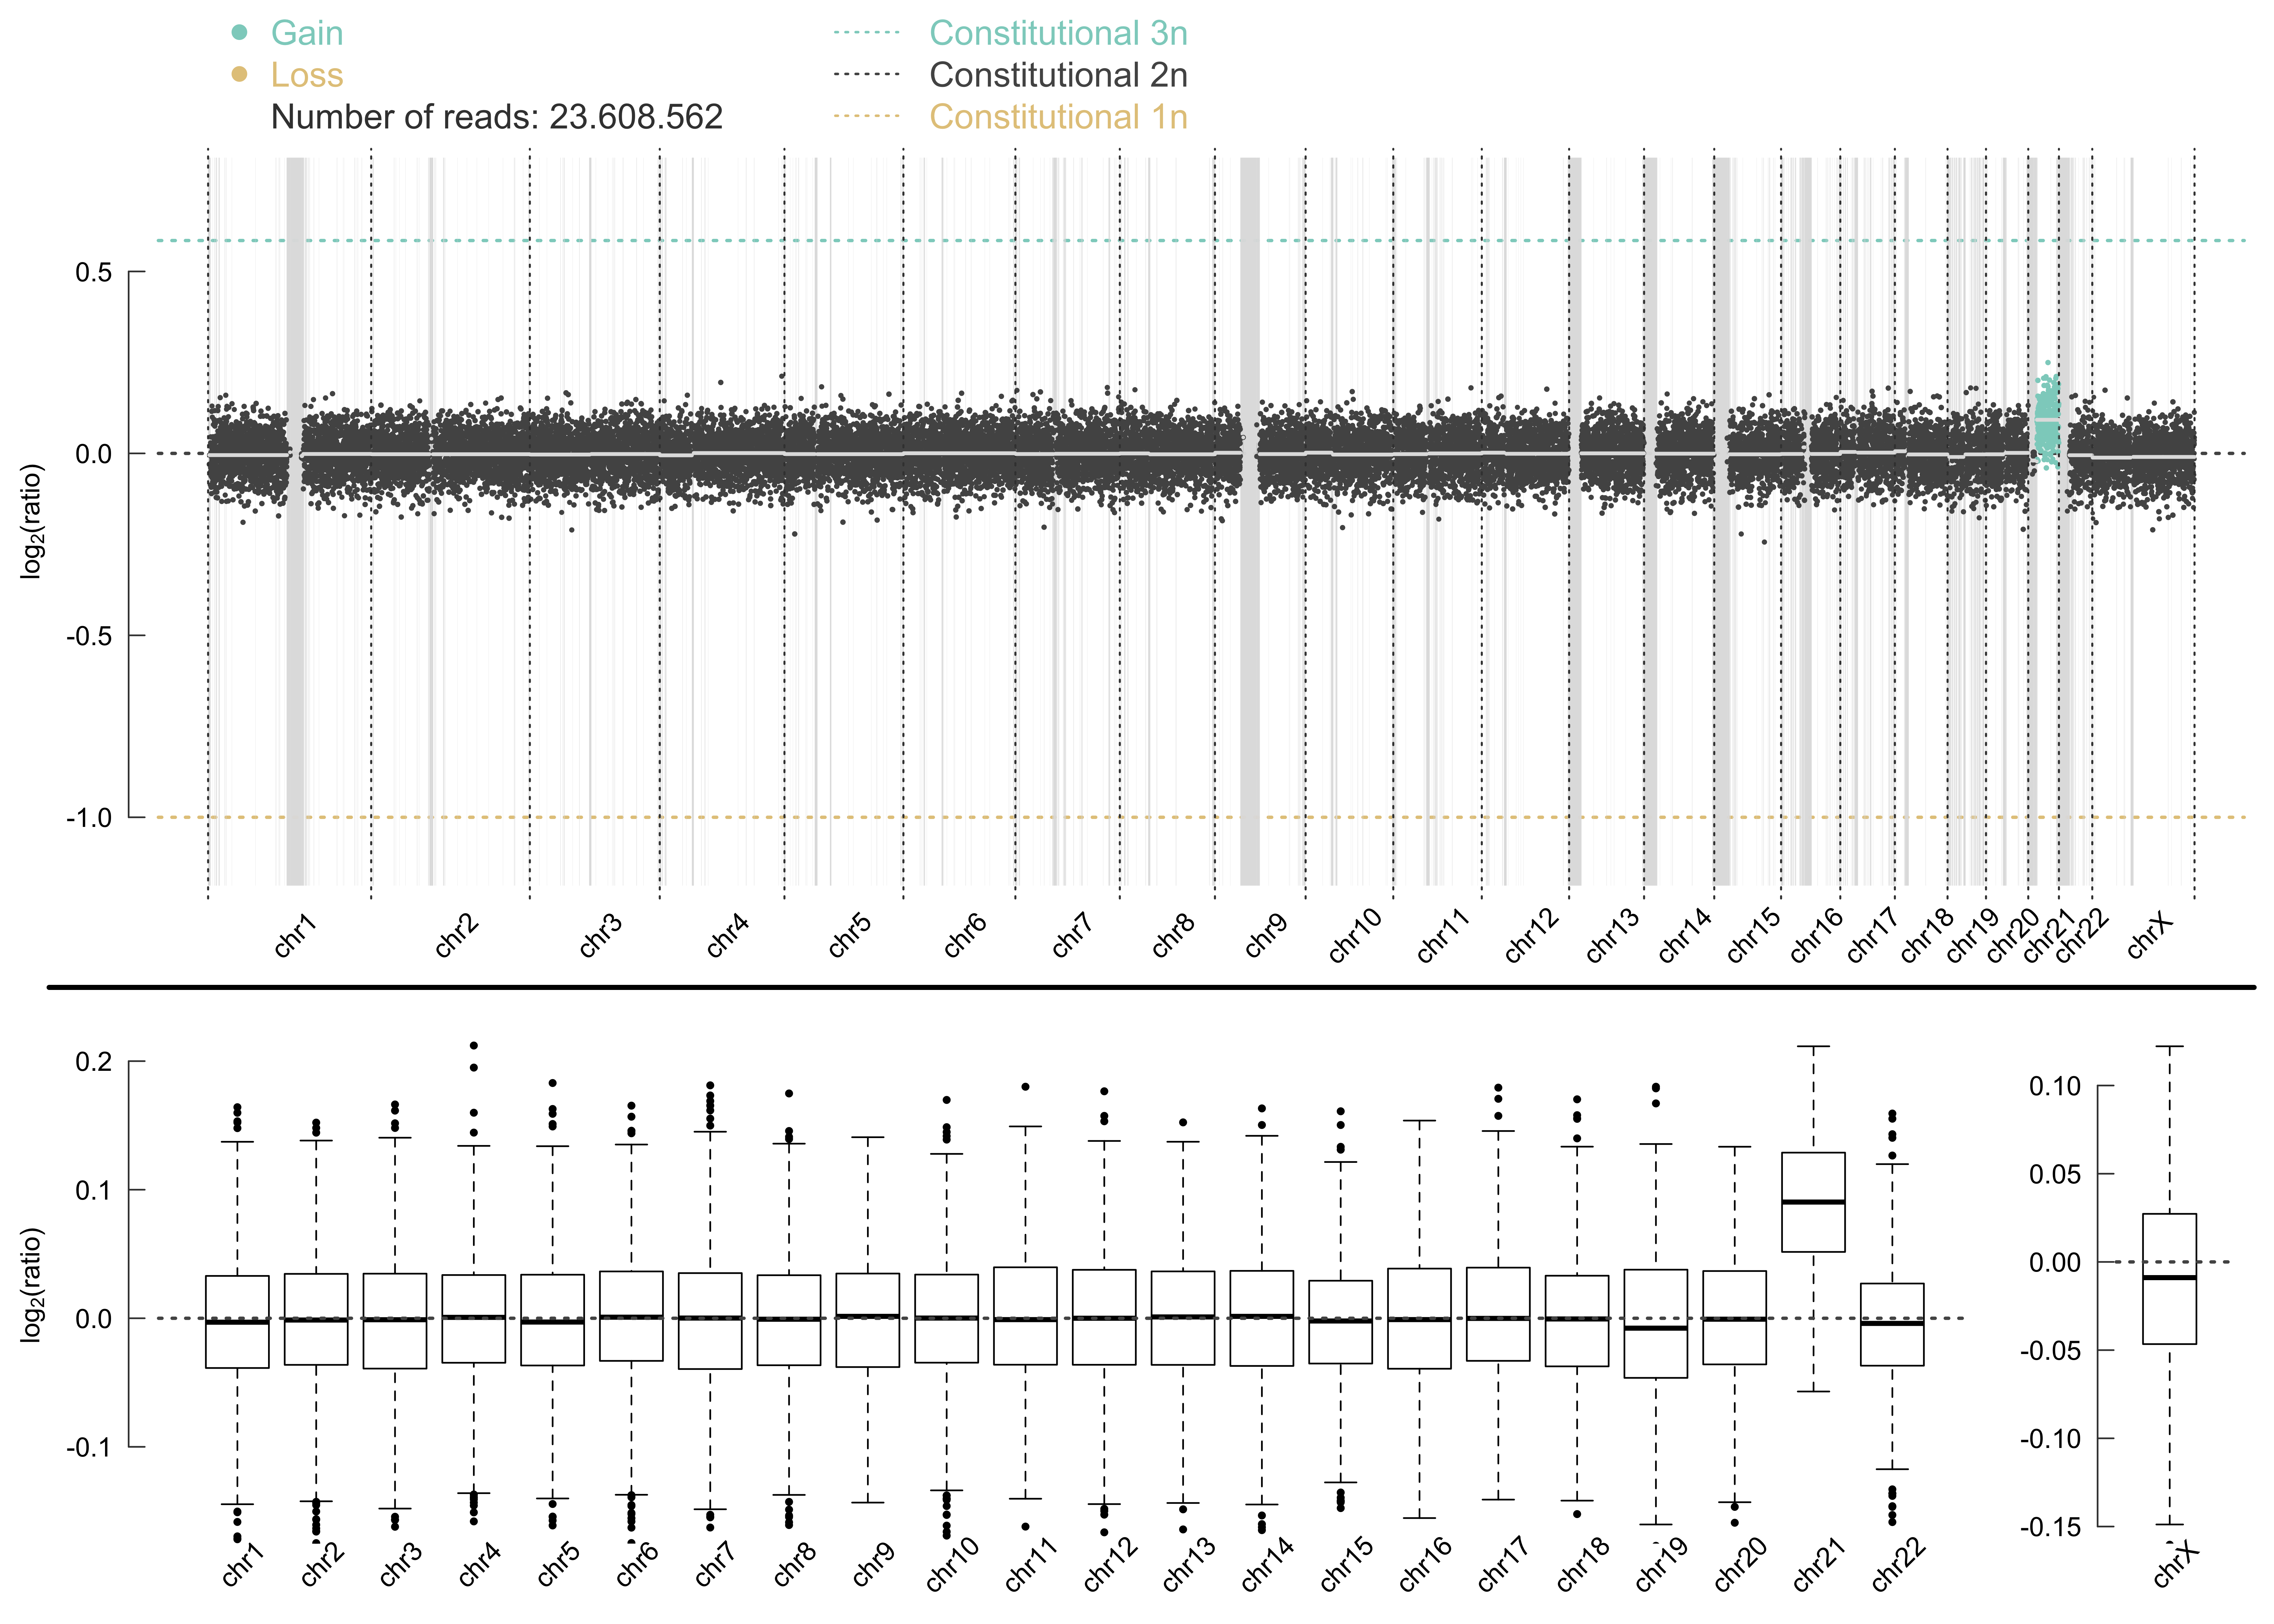 Gain
Loss
Number of reads: 23.608.562
Constitutional 3n
Constitutional 2n
Constitutional 1n
log2(ratio)
0.5
0.0
-0.5
-1.0
chr1 chr2 chr3 chr4 chr5 chr6 chr7 chr8 chr9 chr10 chr11 chr12 chr13 chr14 chr15 chr16 chr17 chr18 chr19 chr20 chr21 chr22 chrX
log2(ratio)
0.2
0.1
0.0
-0.1
chr1 chr2 chr3 chr4 chr5 chr6 chr7 chr8 chr9 chr10 chr11 chr12 chr13 chr14 chr15 chr16 chr17 chr18 chr19 chr20 chr21 chr22
0.10
0.05
0.00
-0.05
-0.10
-0.15
chrX